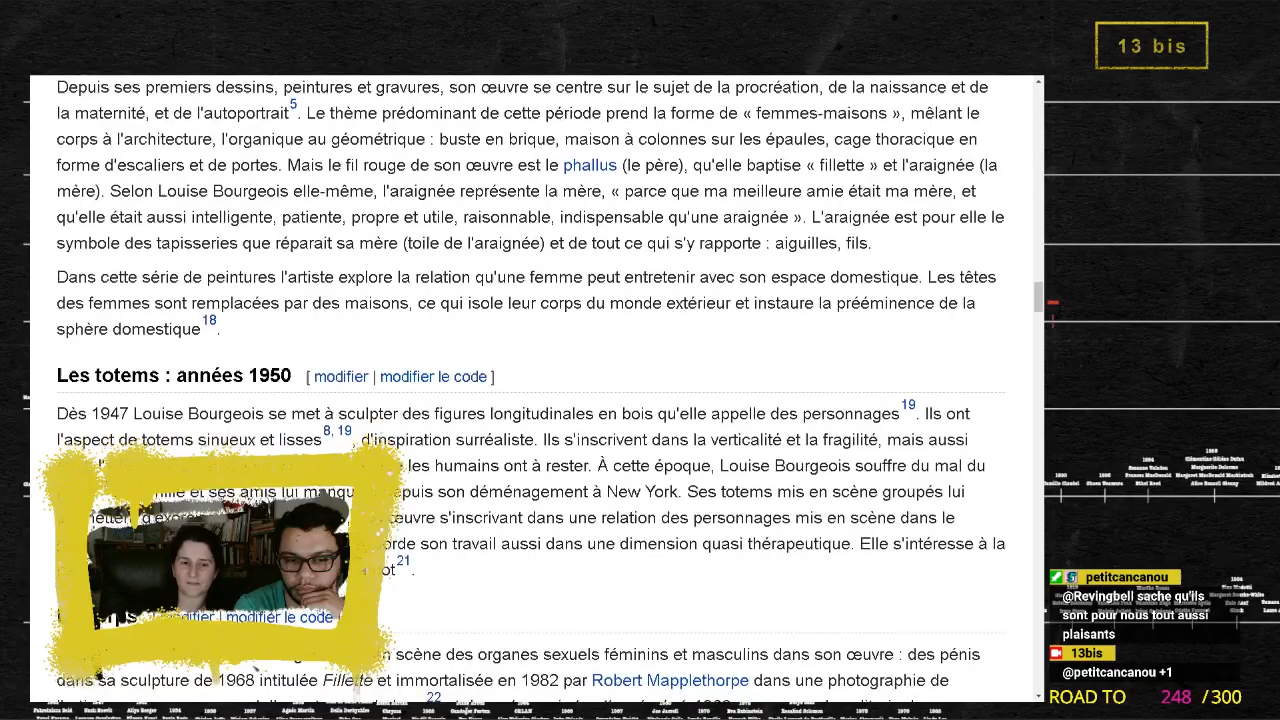 13 bis
Depuis ses premiers dessins, peintures et gravures, son œuvre se centre sur le sujet de la procréation, de la naissance et de
la maternité, et de l'autoportrait5. Le thème prédominant de cette période prend la forme de « femmes-maisons », mêlant le
corps à l'architecture, l'organique au géométrique : buste en brique, maison à colonnes sur les épaules, cage thoracique en
forme d'escaliers et de portes. Mais le fil rouge de son œuvre est le phallus (le père), qu'elle baptise « fillette » et l'araignée (la
mère). Selon Louise Bourgeois elle-même, l'araignée représente la mère, « parce que ma meilleure amie était ma mère, et
qu'elle était aussi intelligente, patiente, propre et utile, raisonnable, indispensable qu'une araignée ». L'araignée est pour elle le
symbole des tapisseries que réparait sa mère (toile de l'araignée) et de tout ce qui s'y rapporte : aiguilles, fils.
Dans cette série de peintures l'artiste explore la relation qu'une femme peut entretenir avec son espace domestique. Les têtes
des femmes sont remplacées par des maisons, ce qui isole leur corps du monde extérieur et instaure la prééminence de la
sphère domestique18.
Les totems : années 1950 [ modifier | modifier le code ]
Dès 1947 Louise Bourgeois se met à sculpter des figures longitudinales en bois qu'elle appelle des personnages19. Ils ont
l'aspect de totems sinueux et lisses8, 19, d'inspiration surréaliste. Ils s'inscrivent dans la verticalité et la fragilité, mais aussi
les humains ont à rester. À cette époque, Louise Bourgeois souffre du mal du
et ses amis lui manqu puis son déménagement à New York. Ses totems mis en scène groupés lui
œuvre s'inscrivant dans une relation des personnages mis en scène dans le
orde son travail aussi dans une dimension quasi thérapeutique. Elle s'intéresse à la
ot21.
modifier | modifier le code
scène des organes sexuels féminins et masculins dans son œuvre : des pénis
dans sa sculpture de 1968 intitulée Fillette et immortalisée en 1982 par Robert Mapplethorpe dans une photographie de
22
petitcancanou
@Revingbell sache qu'ils
sont pour nous tout aussi
plaisants
13bis
@petitcancanou +1
ROAD TO 248 / 300